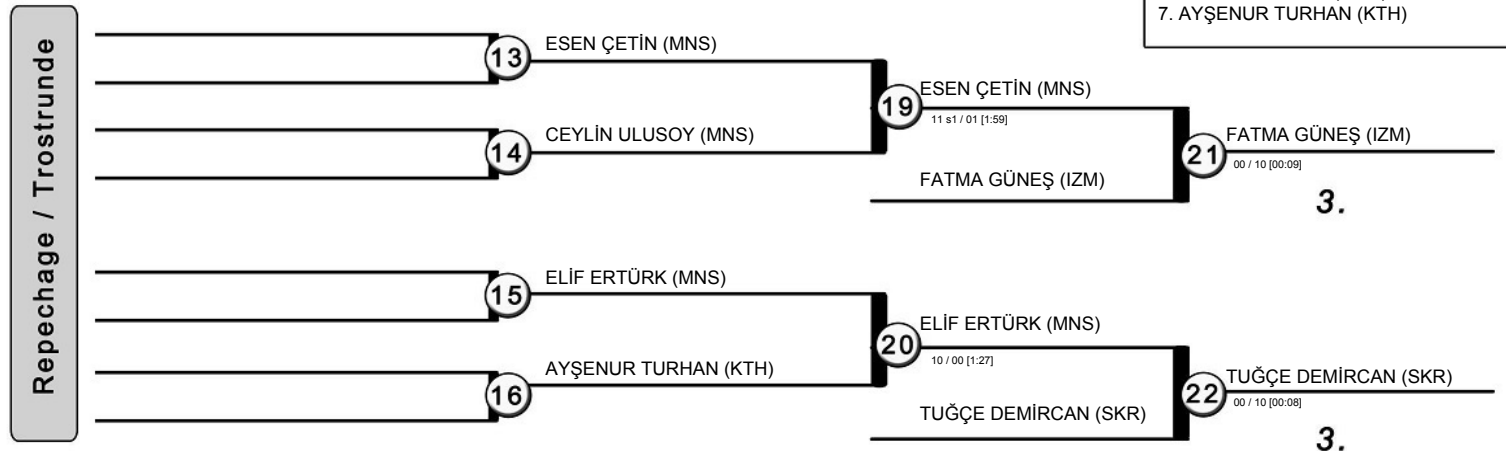 7. AYŞENUR TURHAN (KTH)
Repechage / Trostrunde
13
ESEN ÇETİN (MNS)
14
CEYLİN ULUSOY (MNS)
19
ESEN ÇETİN (MNS)
11 s1 / 01 [1:59]
FATMA GÜNEŞ (IZM)
21
FATMA GÜNEŞ (IZM)
00 / 10 [00:09]
3.
15
ELİF ERTÜRK (MNS)
16
AYŞENUR TURHAN (KTH)
20
ELİF ERTÜRK (MNS)
10 / 00 [1:27]
TUĞÇE DEMİRCAN (SKR)
22
TUĞÇE DEMİRCAN (SKR)
00 / 10 [00:08]
3.